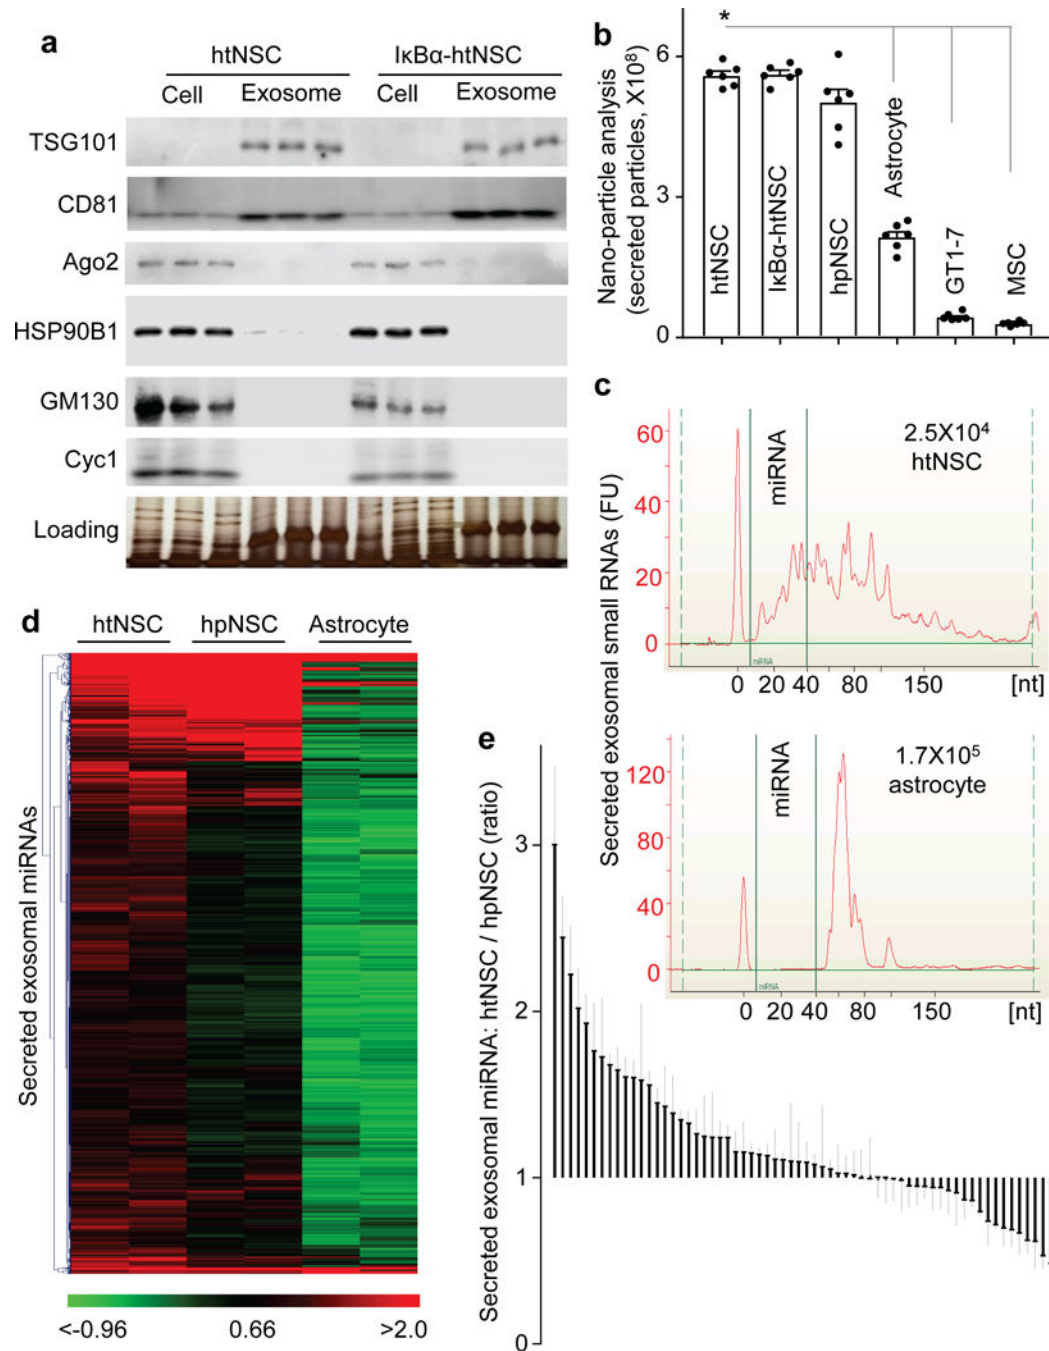 a
htNSC
IκBα-htNSC
Cell
Exosome
Cell
Exosome
TSG101
CD81
Ago2
HSP90B1
GM130
Cyc1
Loading
b
Nano-particle analysis
(secreted particles, X10⁸)
6
3
0
*
htNSC
IκBα-htNSC
hpNSC
Astrocyte
GT1-7
MSC
c
Secreted exosomal small RNAs (FU)
60
40
20
0
miRNA
2.5X10⁴
htNSC
miRNA
0 20 40 80 150 [nt]
120
80
40
0
miRNA
1.7X10⁵
astrocyte
miRNA
0 20 40 80 150 [nt]
d
htNSC
hpNSC
Astrocyte
Secreted exosomal miRNAs
<-0.96
0.66
>2.0
e
Secreted exosomal miRNA: htNSC / hpNSC (ratio)
3
2
1
0